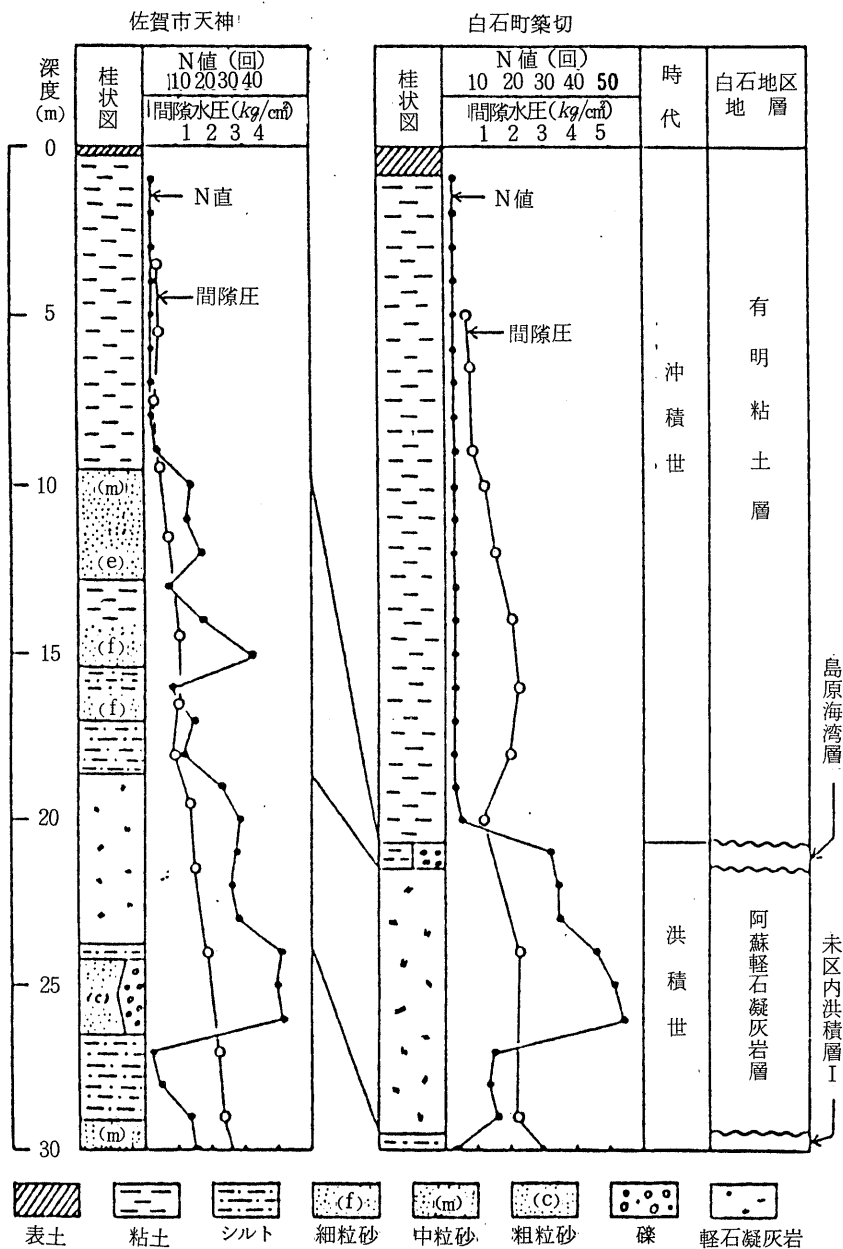 佐賀市天神
白石町築切
深度(m)
桂状図
N値(回)
10 20 30 40
間隙水圧(kg/cm²)
1 2 3 4
桂状図
N値(回)
10 20 30 40 50
間隙水圧(kg/cm²)
1 2 3 4 5
時代
白石地区
地層
0
5
10
15
20
25
30
N直
間隙圧
(m)
(e)
(f)
(f)
(c)
(m)
N値
間隙圧
沖積世
洪積世
有明粘土層
阿蘇軽石凝灰岩層
島原海湾層
未区内洪積層I
(f)
(m)
(C)
表土
粘土
シルト
細粒砂
中粒砂
粗粒砂
礫
軽石凝灰岩